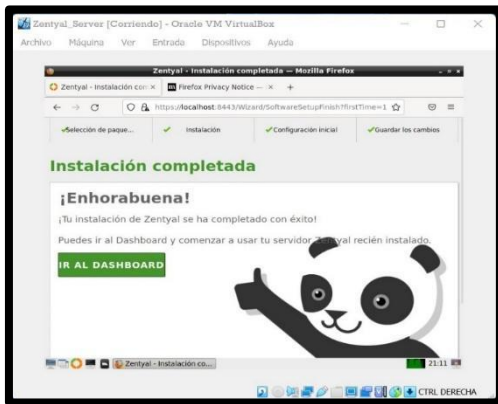 Zentyal_Server [Corriendo] - Oracle VM VirtualBox
Archivo Máquina Ver Entrada Dispositivos Ayuda
Zentyal - Instalación completada — Mozilla Firefox
Zentyal - Instalación con Firefox Privacy Notice —
https://localhost:8443/Wizard/SoftwareSetupFinish?firstTime=1
Selección de paque... Instalación Configuración inicial Guardar los cambios
Instalación completada
¡Enhorabuena!
¡Tu instalación de Zentyal se ha completado con éxito!
Puedes ir al Dashboard y comenzar a usar tu servidor Zentyal recién instalado.
IR AL DASHBOARD
Zentyal - Instalación co... 21:11
CTRL DERECHA